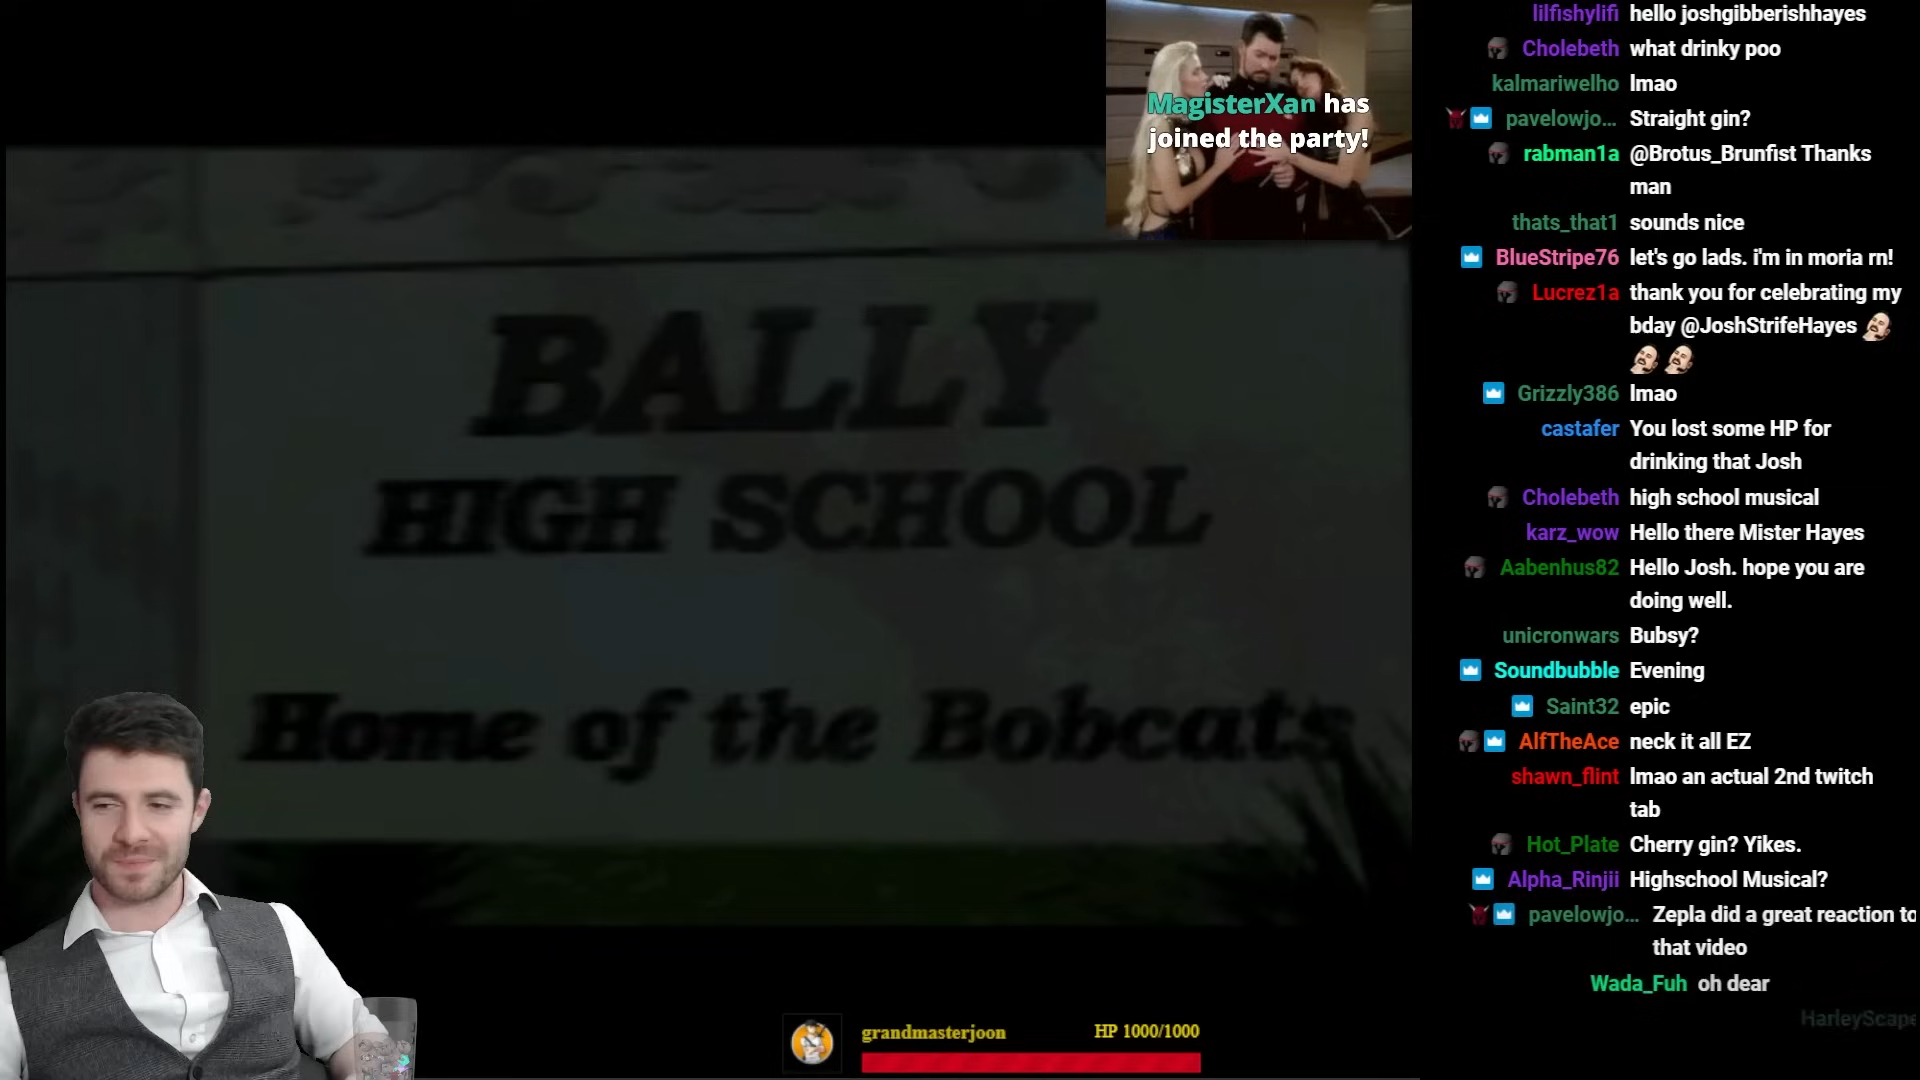 MagisterXan has
joined the party!
BALLY
HIGH SCHOOL
Home of the Bobcats
grandmasterjoon HP 1000/1000
lilfishylifi hello joshgibberishhayes
Cholebeth what drinky poo
kalmariwelho lmao
pavelowjo... Straight gin?
rabman1a @Brotus_Brunfist Thanks
man
thats_that1 sounds nice
BlueStripe76 let's go lads. i'm in moria rn!
Lucrez1a thank you for celebrating my
bday @JoshStrifeHayes
Grizzly386 lmao
castafer You lost some HP for
drinking that Josh
Cholebeth high school musical
karz_wow Hello there Mister Hayes
Aabenhus82 Hello Josh. hope you are
doing well.
unicronwars Bubsy?
Soundbubble Evening
Saint32 epic
AlfTheAce neck it all EZ
shawn_flint lmao an actual 2nd twitch
tab
Hot_Plate Cherry gin? Yikes.
Alpha_Rinjii Highschool Musical?
pavelowjo... Zepla did a great reaction to
that video
Wada_Fuh oh dear
HarleyScape